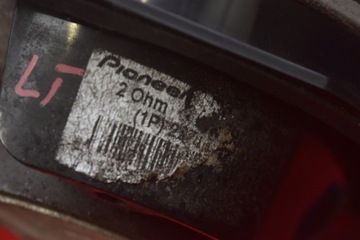 LT
Pioneer
2 Ohm
(1P)